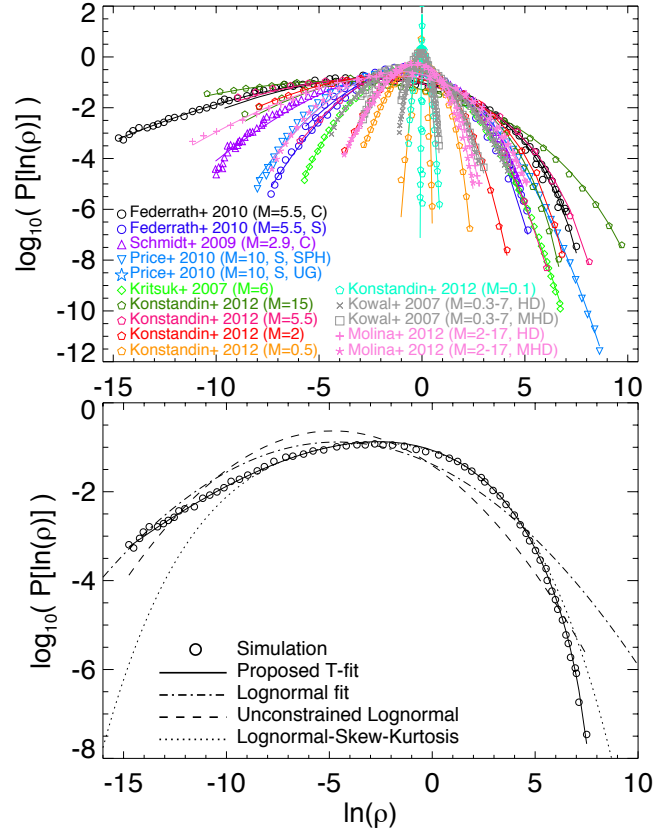 2
0
-2
-4
-6
-8
-10
-12
log₁₀( P[ln(ρ)] )
Federrath+ 2010 (M=5.5, C)
Federrath+ 2010 (M=5.5, S)
Schmidt+ 2009 (M=2.9, C)
Price+ 2010 (M=10, S, SPH)
Price+ 2010 (M=10, S, UG)
Kritsuk+ 2007 (M=6)
Konstandin+ 2012 (M=15)
Konstandin+ 2012 (M=5.5)
Konstandin+ 2012 (M=2)
Konstandin+ 2012 (M=0.5)
Konstandin+ 2012 (M=0.1)
Kowal+ 2007 (M=0.3-7, HD)
Kowal+ 2007 (M=0.3-7, MHD)
Molina+ 2012 (M=2-17, HD)
Molina+ 2012 (M=2-17, MHD)
-15 -10 -5 0 5 10
0
-2
-4
-6
-8
log₁₀( P[ln(ρ)] )
Simulation
Proposed T-fit
Lognormal fit
Unconstrained Lognormal
Lognormal-Skew-Kurtosis
-15 -10 -5 0 5 10
ln(ρ)